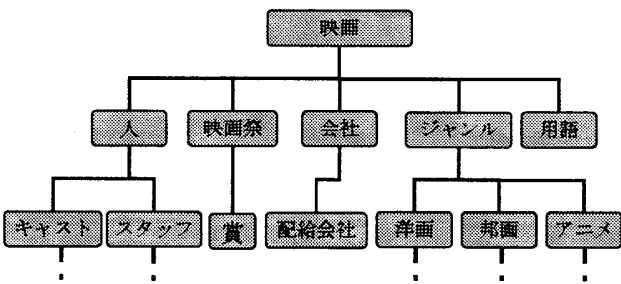 映画
人 映画祭 会社 ジャンル 用語
キャスト スタッフ 賞 配給会社 洋画 邦画 アニメ